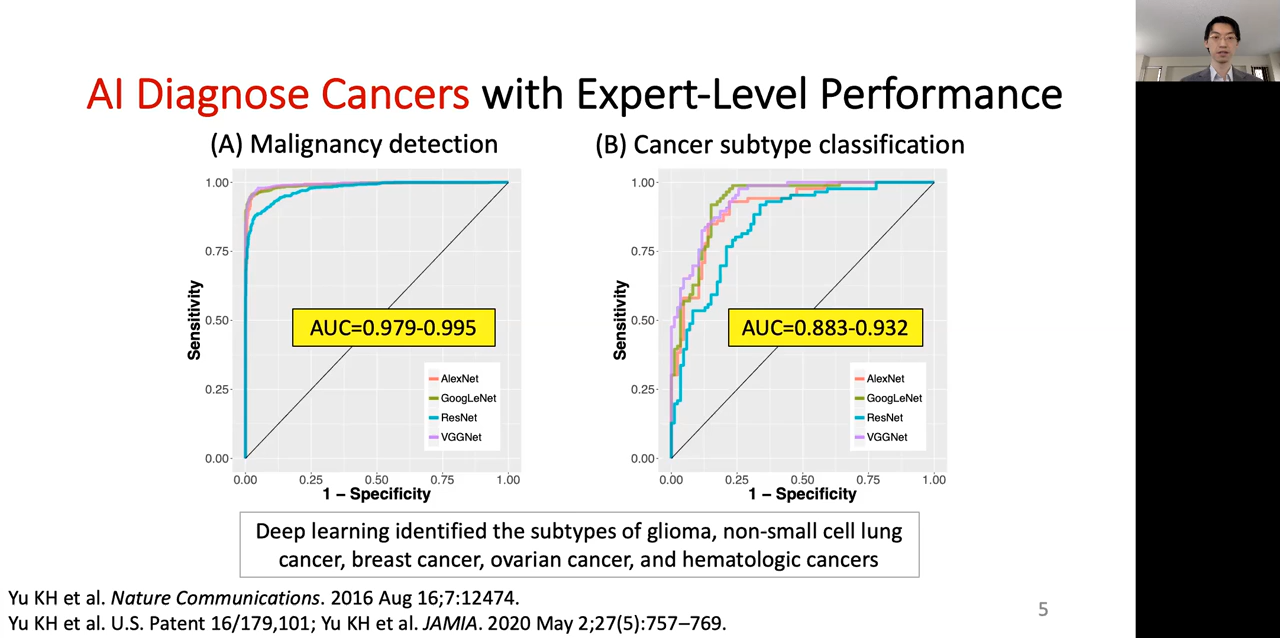 AI Diagnose Cancers with Expert-Level Performance
(A) Malignancy detection
1.00
0.75
0.50
0.25
0.00
Sensitivity
AUC=0.979-0.995
AlexNet
GoogLeNet
ResNet
VGGNet
0.00 0.25 0.50 0.75 1.00
1 – Specificity
(B) Cancer subtype classification
1.00
0.75
0.50
0.25
0.00
Sensitivity
AUC=0.883-0.932
AlexNet
GoogLeNet
ResNet
VGGNet
0.00 0.25 0.50 0.75 1.00
1 – Specificity
Deep learning identified the subtypes of glioma, non-small cell lung
cancer, breast cancer, ovarian cancer, and hematologic cancers
Yu KH et al. Nature Communications. 2016 Aug 16;7:12474.
Yu KH et al. U.S. Patent 16/179,101; Yu KH et al. JAMIA. 2020 May 2;27(5):757–769.
5